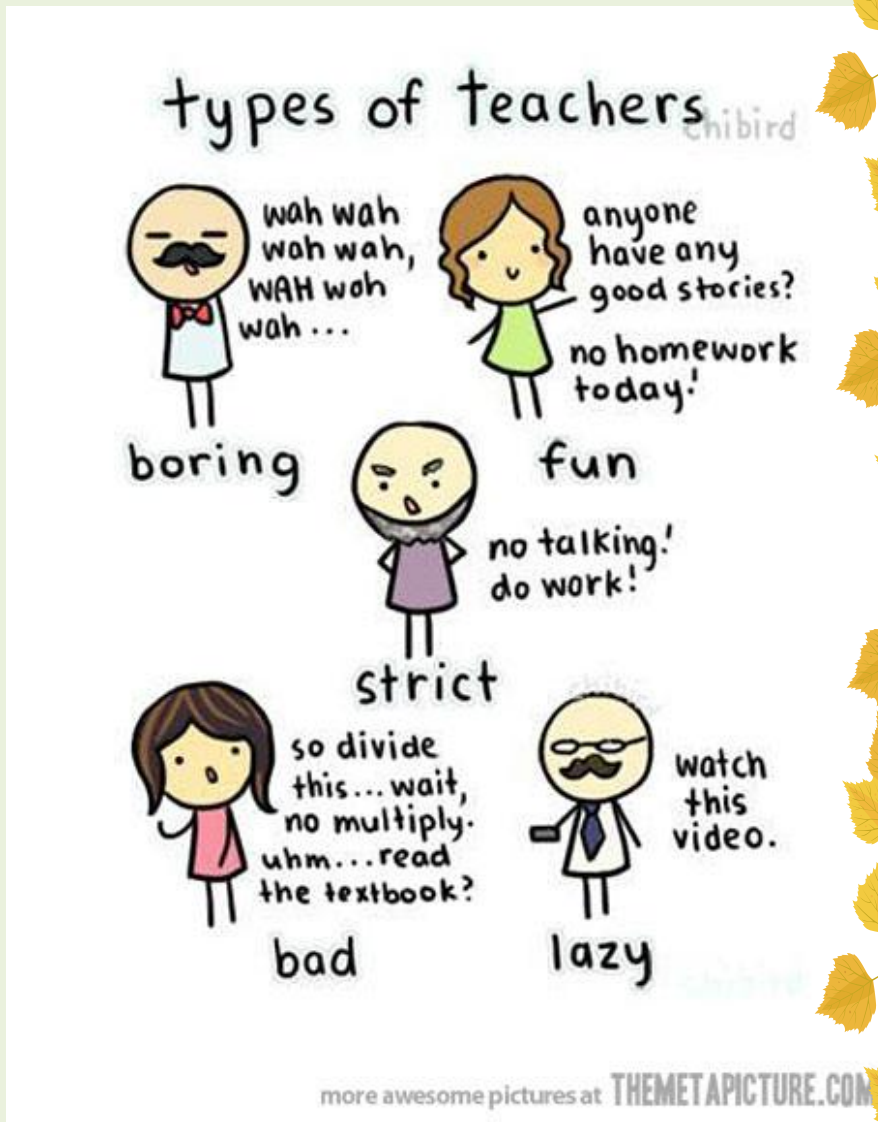 types of teachers
chibird
wah wah
wah wah,
WAH wah
wah ...
boring
anyone
have any
good stories?
no homework
today!
fun
no talking!
do work!
strict
so divide
this... wait,
no multiply.
uhm...read
the textbook?
bad
watch
this
video.
lazy
more awesome pictures at THEMETAPICTURE.COM